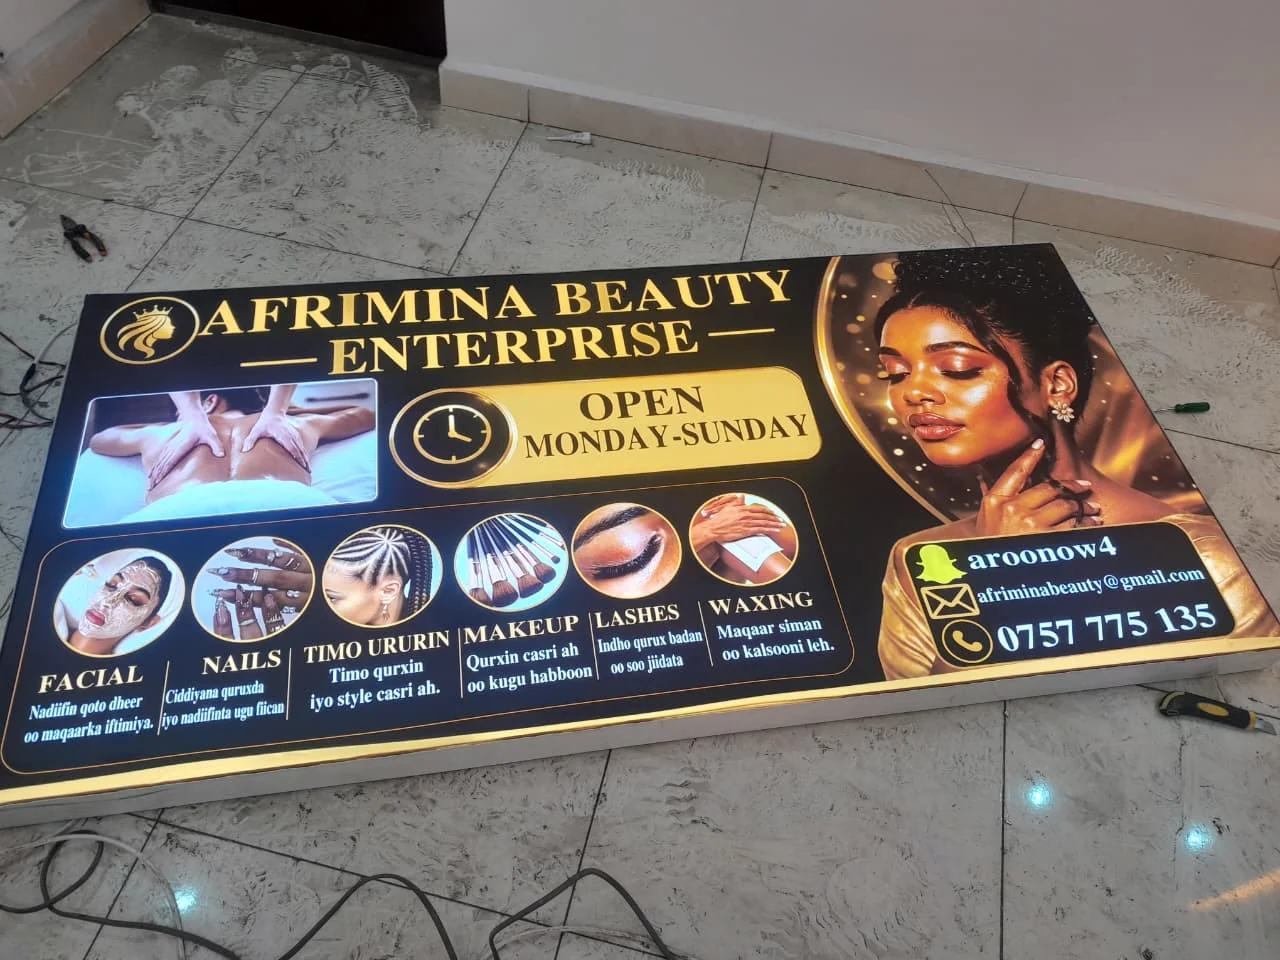 AFRIMINA BEAUTY
ENTERPRISE
OPEN
MONDAY-SUNDAY
FACIAL
Nadiifin qoto dheer
oo maqaarka iftimiya.
NAILS
Ciddiyana quruxda
iyo nadiifinta ugu fiican
TIMO URURIN
Timo qurxin
iyo style casri ah.
MAKEUP
Qurxin casri ah
oo kugu habboon
LASHES
Indho qurux badan
oo soo jiidata
WAXING
Maqaar siman
oo kalsooni leh.
aroonow4
afriminabeauty@gmail.com
0757 775 135